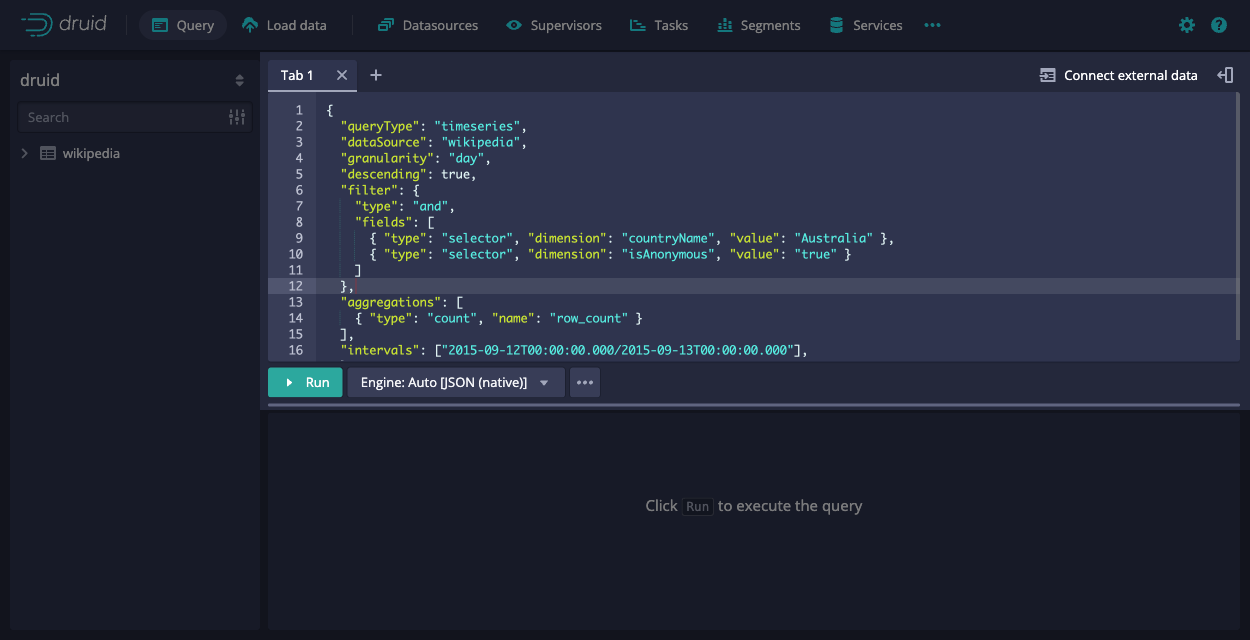 druid
Query
Load data
Datasources
Supervisors
Tasks
Segments
Services
druid
Search
wikipedia
Tab 1
Connect external data
1 {
2   "queryType": "timeseries",
3   "dataSource": "wikipedia",
4   "granularity": "day",
5   "descending": true,
6   "filter": {
7     "type": "and",
8     "fields": [
9       { "type": "selector", "dimension": "countryName", "value": "Australia" },
10       { "type": "selector", "dimension": "isAnonymous", "value": "true" }
11     ]
12   },
13   "aggregations": [
14     { "type": "count", "name": "row_count" }
15   ],
16   "intervals": ["2015-09-12T00:00:00.000/2015-09-13T00:00:00.000"],
Run
Engine: Auto [JSON (native)]
Click Run to execute the query